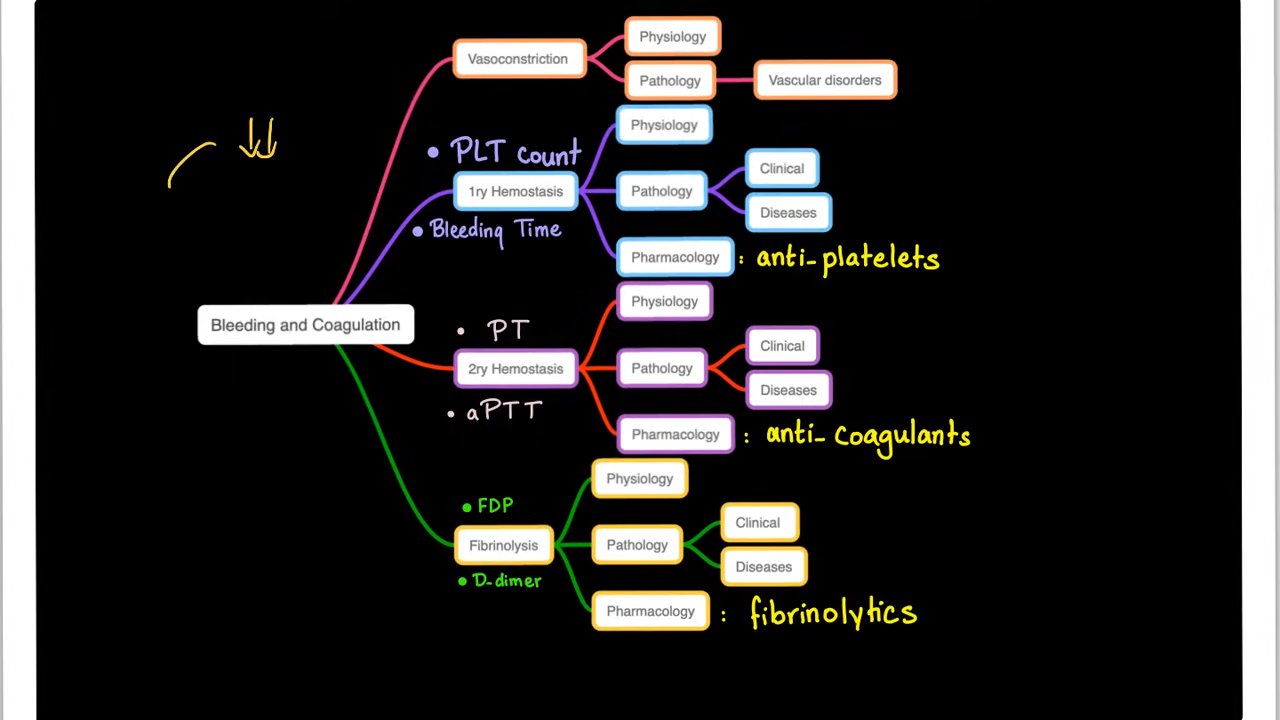 Physiology
Vasoconstriction
Pathology
Vascular disorders
Physiology
• PLT count
Clinical
1ry Hemostasis
Pathology
Diseases
• Bleeding Time
Pharmacology : anti-platelets
Physiology
Bleeding and Coagulation
• PT
Clinical
2ry Hemostasis
Pathology
Diseases
• aPTT
Pharmacology : anti-coagulants
Physiology
• FDP
Clinical
Fibrinolysis
Pathology
Diseases
• D-dimer
Pharmacology : fibrinolytics